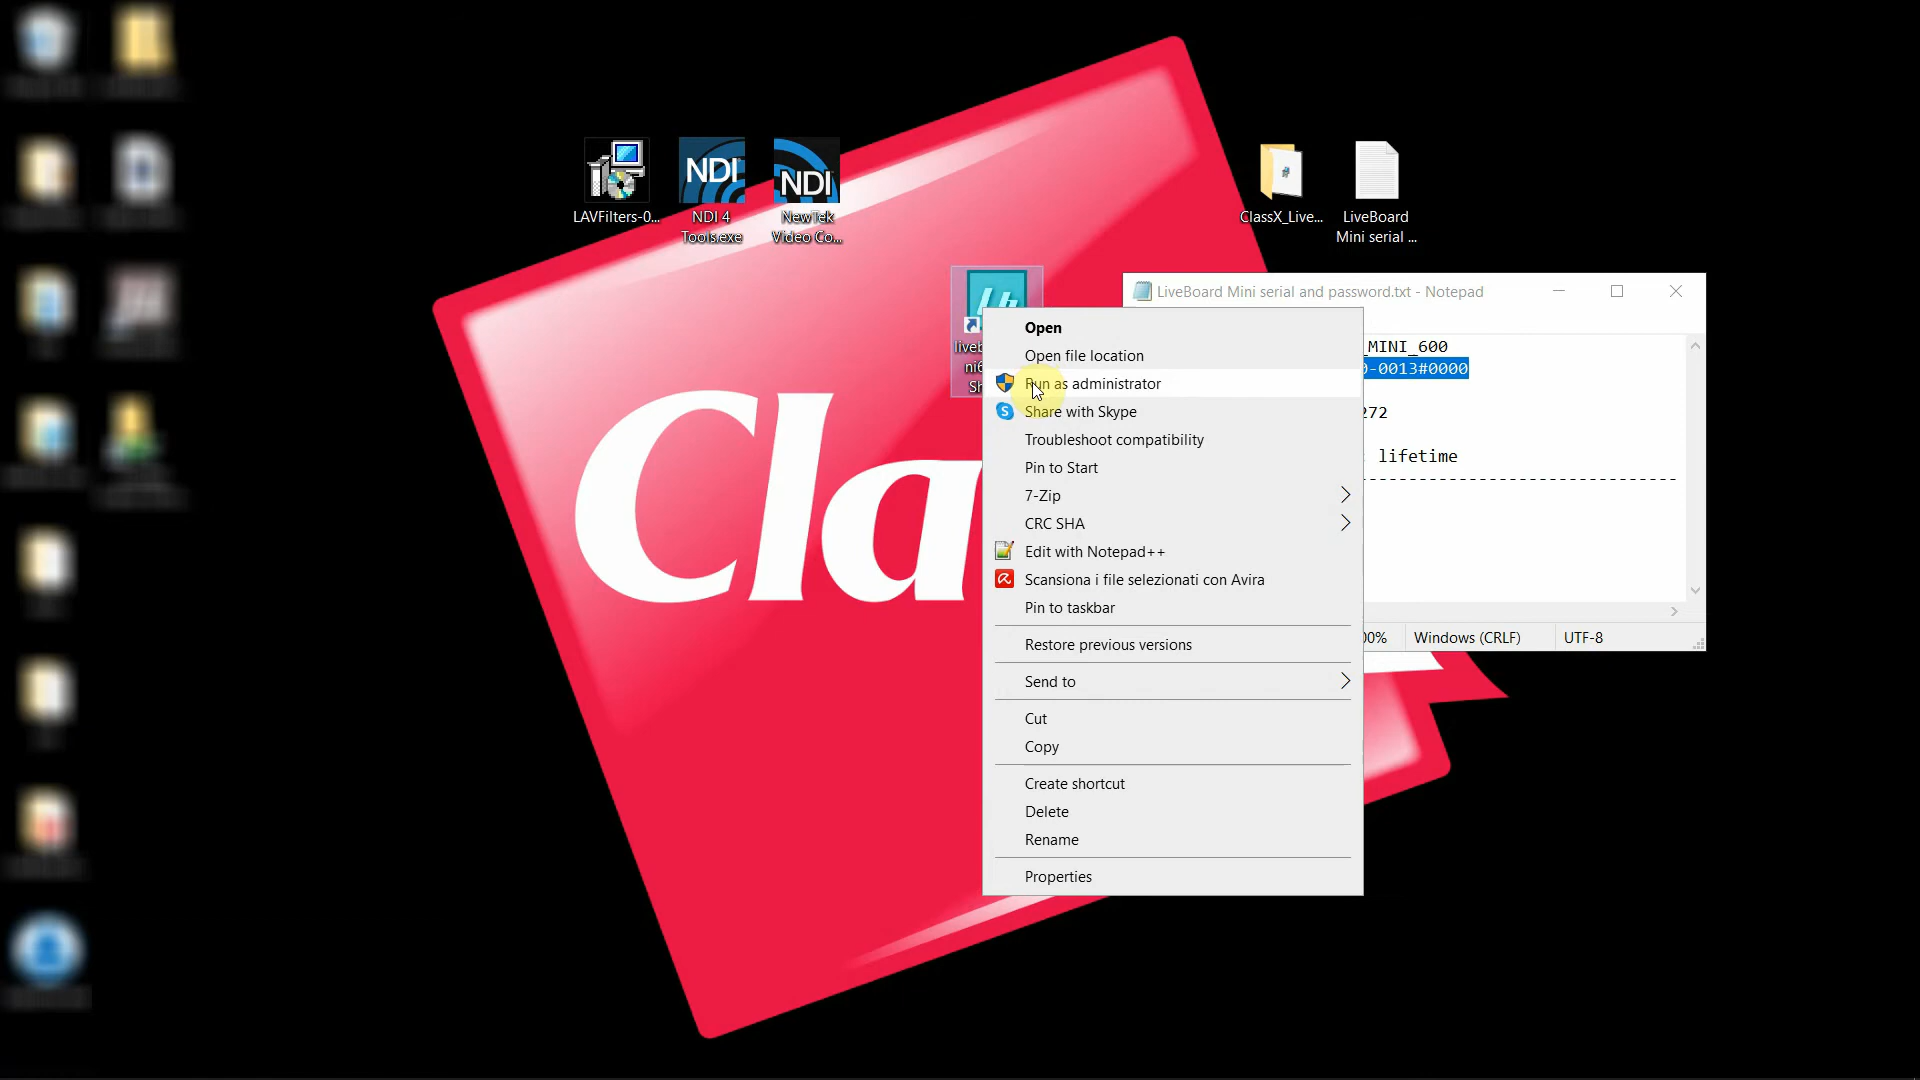 LAVFilters-0...
NDI
NDI 4
Tools.exe
NDI
NewTek
Video Co...
ClassX_Live...
LiveBoard
Mini serial ...
Cla
LiveBoard Mini serial and password.txt - Notepad
_MINI_600
0-0013#0000
272
lifetime
--------------------------------
00%
Windows (CRLF)
UTF-8
Open
Open file location
Run as administrator
Share with Skype
Troubleshoot compatibility
Pin to Start
7-Zip
CRC SHA
Edit with Notepad++
Scansiona i file selezionati con Avira
Pin to taskbar
Restore previous versions
Send to
Cut
Copy
Create shortcut
Delete
Rename
Properties